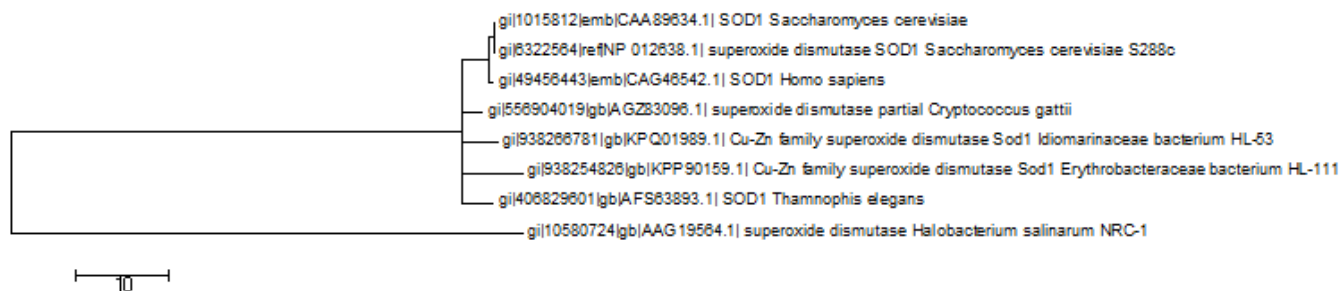 gi|1015812|emb|CAA89634.1| SOD1 Saccharomyces cerevisiae
gi|6322564|ref|NP 012638.1| superoxide dismutase SOD1 Saccharomyces cerevisiae S288c
gi|49456443|emb|CAG46542.1| SOD1 Homo sapiens
gi|556904019|gb|AGZ83096.1| superoxide dismutase partial Cryptococcus gattii
gi|938266781|gb|KPQ01989.1| Cu-Zn family superoxide dismutase Sod1 Idiomarinaceae bacterium HL-53
gi|938254826|gb|KPP90159.1| Cu-Zn family superoxide dismutase Sod1 Erythrobacteraceae bacterium HL-111
gi|406829601|gb|AFS63893.1| SOD1 Thamnophis elegans
gi|10580724|gb|AAG19564.1| superoxide dismutase Halobacterium salinarum NRC-1
10